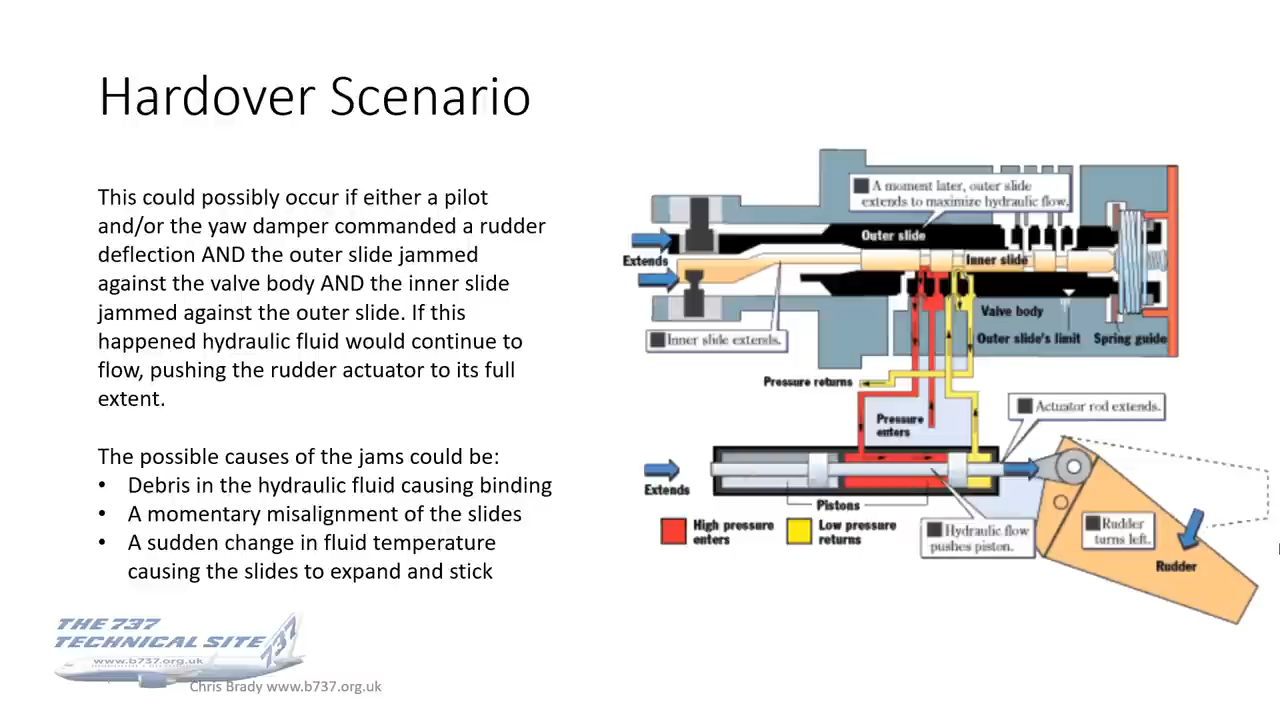 Hardover Scenario
This could possibly occur if either a pilot
and/or the yaw damper commanded a rudder
deflection AND the outer slide jammed
against the valve body AND the inner slide
jammed against the outer slide. If this
happened hydraulic fluid would continue to
flow, pushing the rudder actuator to its full
extent.
The possible causes of the jams could be:
• Debris in the hydraulic fluid causing binding
• A momentary misalignment of the slides
• A sudden change in fluid temperature
causing the slides to expand and stick
A moment later, outer slide
extends to maximize hydraulic flow.
Outer slide
Extends
Inner slide
Valve body
Inner slide extends.
Outer slide's limit
Spring guide
Pressure returns
Actuator rod extends.
Pressure
enters
Extends
Pistons
High pressure
enters
Low pressure
returns
Hydraulic flow
pushes piston.
Rudder
turns left.
Rudder
THE 737
TECHNICAL SITE
737
www.b737.org.uk
Chris Brady www.b737.org.uk